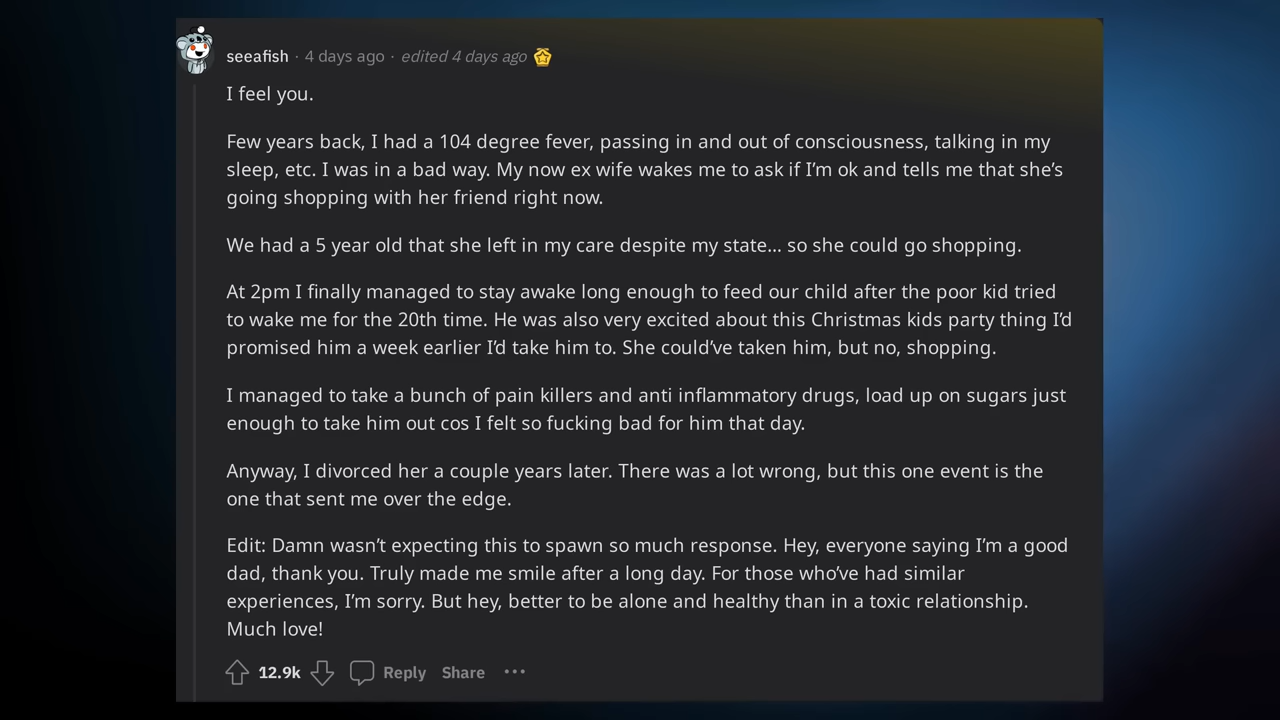 seeafish · 4 days ago · edited 4 days ago
I feel you.
Few years back, I had a 104 degree fever, passing in and out of consciousness, talking in my
sleep, etc. I was in a bad way. My now ex wife wakes me to ask if I’m ok and tells me that she’s
going shopping with her friend right now.
We had a 5 year old that she left in my care despite my state... so she could go shopping.
At 2pm I finally managed to stay awake long enough to feed our child after the poor kid tried
to wake me for the 20th time. He was also very excited about this Christmas kids party thing I’d
promised him a week earlier I’d take him to. She could’ve taken him, but no, shopping.
I managed to take a bunch of pain killers and anti inflammatory drugs, load up on sugars just
enough to take him out cos I felt so fucking bad for him that day.
Anyway, I divorced her a couple years later. There was a lot wrong, but this one event is the
one that sent me over the edge.
Edit: Damn wasn’t expecting this to spawn so much response. Hey, everyone saying I’m a good
dad, thank you. Truly made me smile after a long day. For those who’ve had similar
experiences, I’m sorry. But hey, better to be alone and healthy than in a toxic relationship.
Much love!
12.9k Reply Share ···